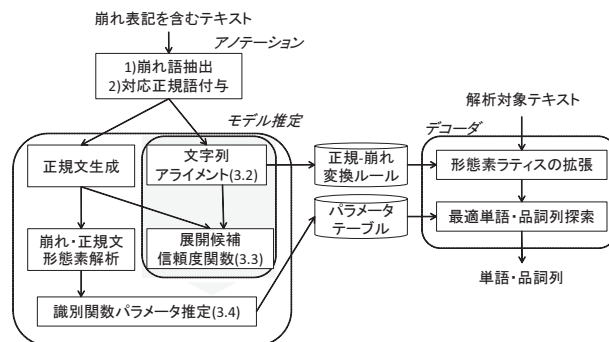 崩れ表記を含むテキスト
アノテーション
1)崩れ語抽出
2)対応正規語付与
モデル推定
正規文生成
文字列
アライメント(3.2)
崩れ・正規文
形態素解析
展開候補
信頼度関数(3.3)
識別関数パラメータ推定(3.4)
正規-崩れ
変換ルール
パラメータ
テーブル
解析対象テキスト
デコーダ
形態素ラティスの拡張
最適単語・品詞列探索
単語・品詞列